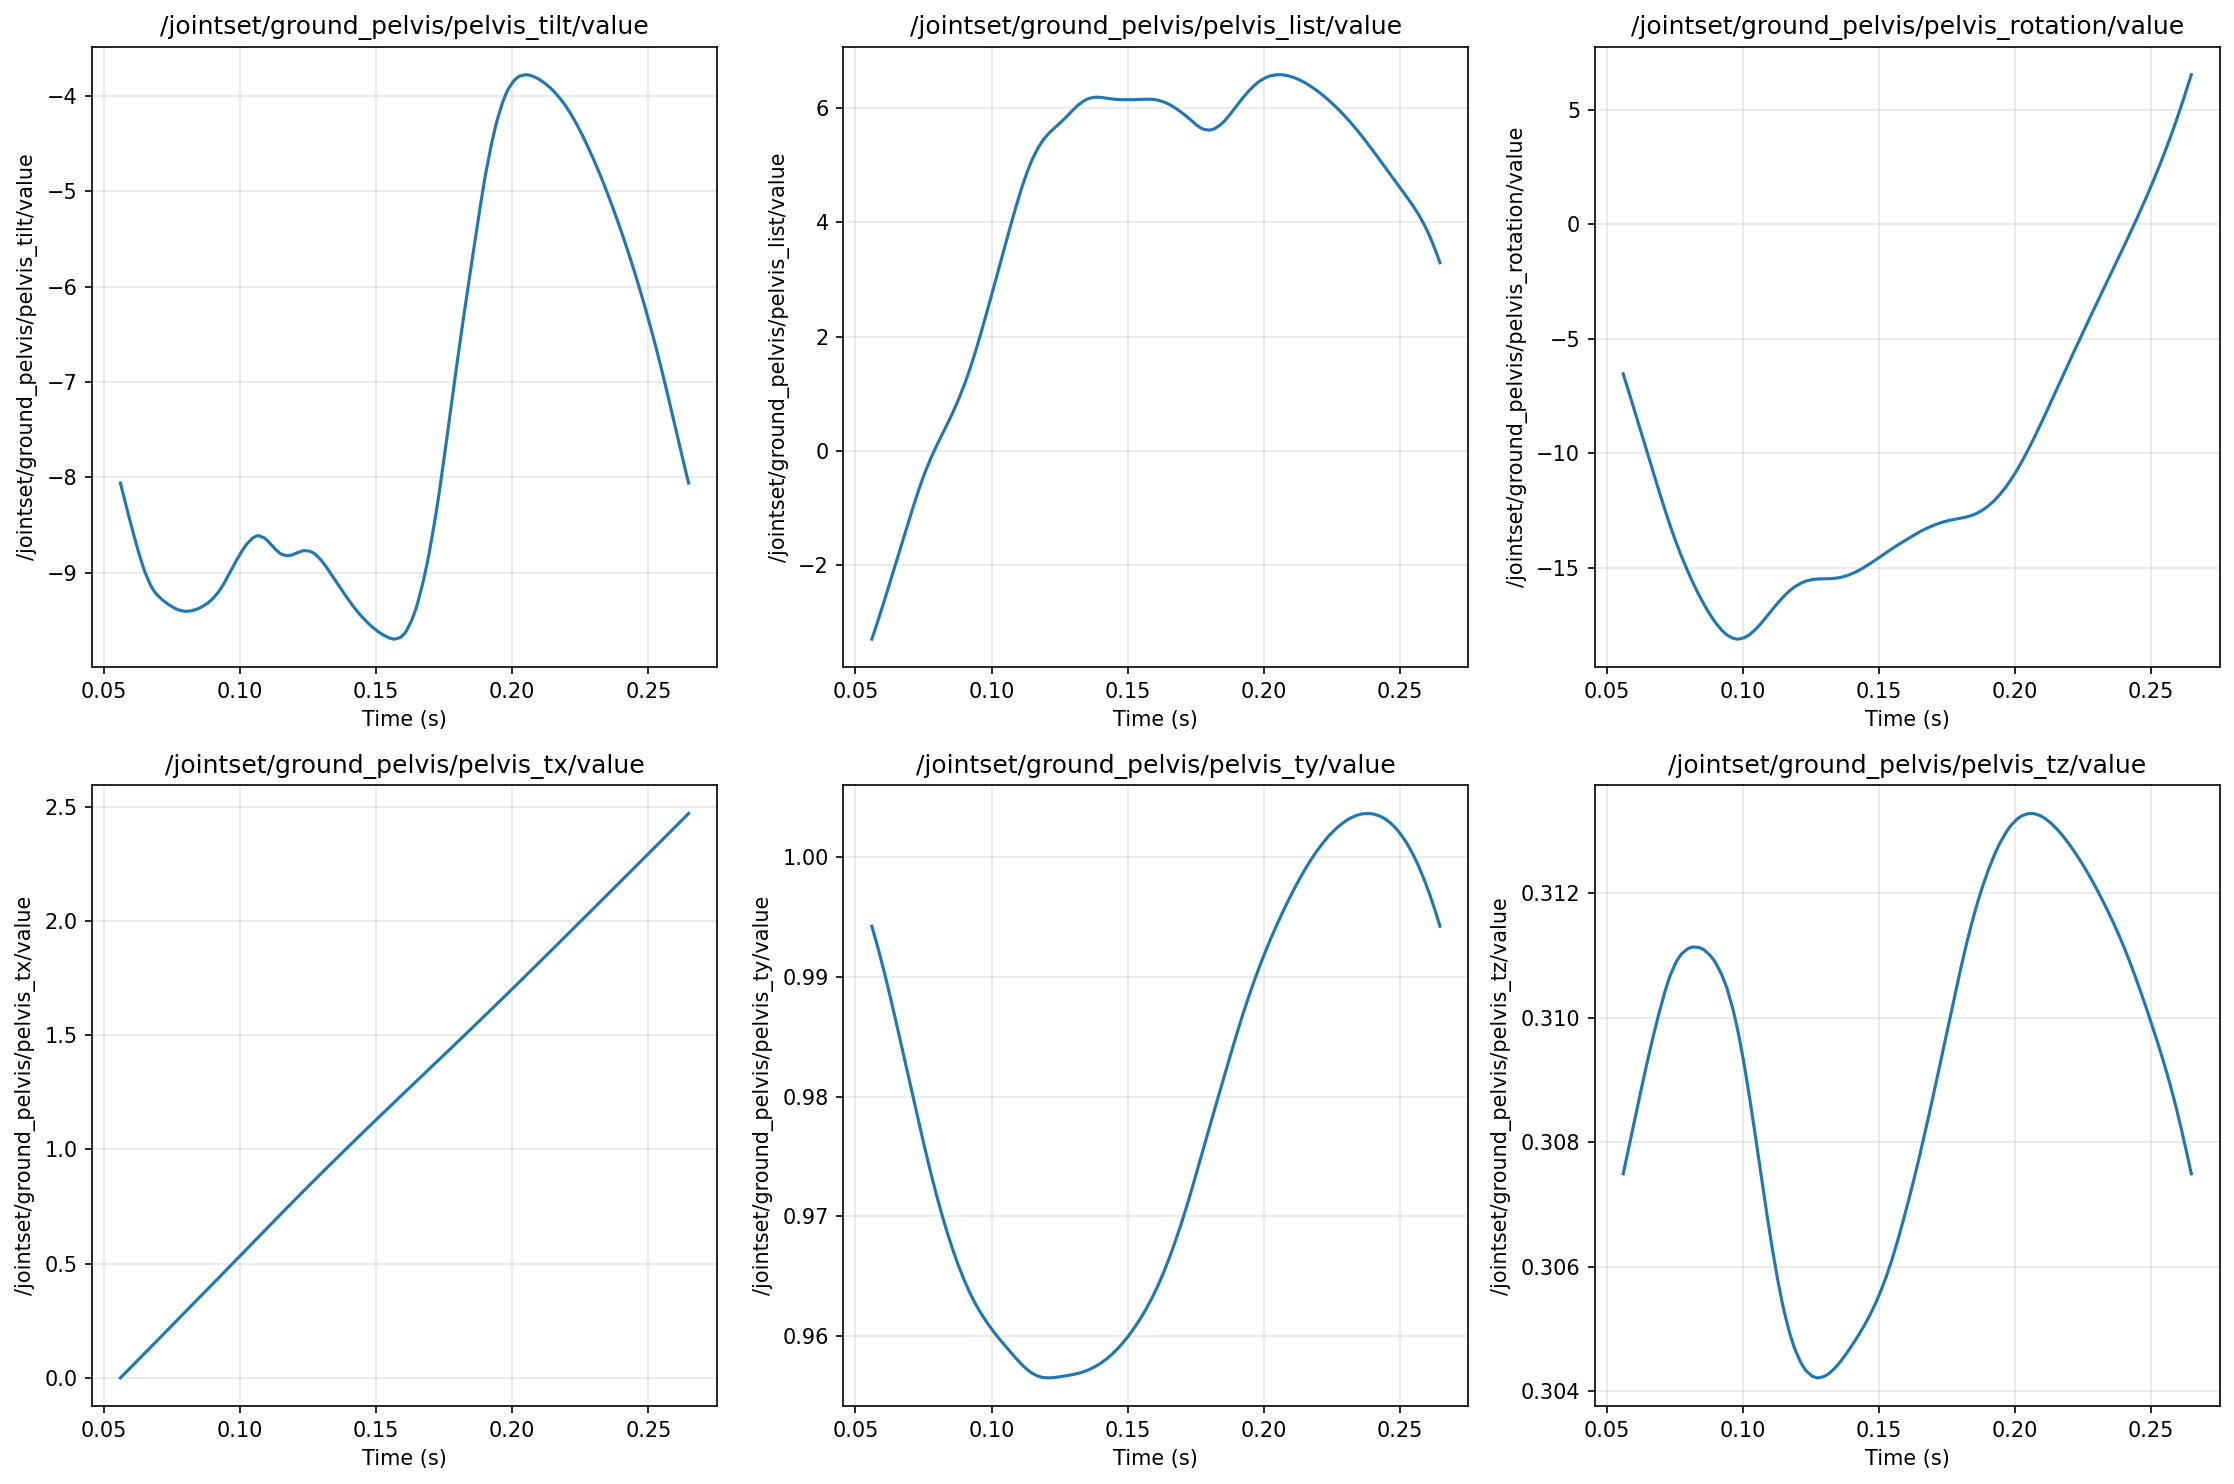 /jointset/ground_pelvis/pelvis_tilt/value
/jointset/ground_pelvis/pelvis_tilt/value
−4
−5
−6
−7
−8
−9
0.05 0.10 0.15 0.20 0.25
Time (s)
/jointset/ground_pelvis/pelvis_list/value
/jointset/ground_pelvis/pelvis_list/value
6
4
2
0
−2
0.05 0.10 0.15 0.20 0.25
Time (s)
/jointset/ground_pelvis/pelvis_rotation/value
/jointset/ground_pelvis/pelvis_rotation/value
5
0
−5
−10
−15
0.05 0.10 0.15 0.20 0.25
Time (s)
/jointset/ground_pelvis/pelvis_tx/value
/jointset/ground_pelvis/pelvis_tx/value
2.5
2.0
1.5
1.0
0.5
0.0
0.05 0.10 0.15 0.20 0.25
Time (s)
/jointset/ground_pelvis/pelvis_ty/value
/jointset/ground_pelvis/pelvis_ty/value
1.00
0.99
0.98
0.97
0.96
0.05 0.10 0.15 0.20 0.25
Time (s)
/jointset/ground_pelvis/pelvis_tz/value
/jointset/ground_pelvis/pelvis_tz/value
0.312
0.310
0.308
0.306
0.304
0.05 0.10 0.15 0.20 0.25
Time (s)